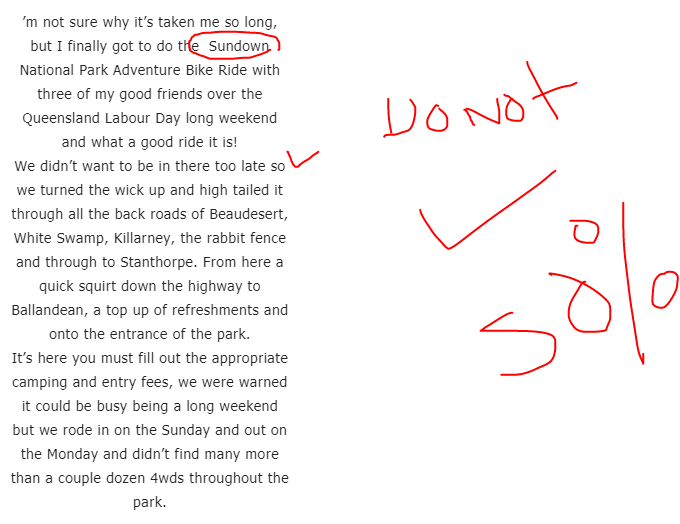 ’m not sure why it’s taken me so long,
but I finally got to do the Sundown
National Park Adventure Bike Ride with
three of my good friends over the
Queensland Labour Day long weekend
and what a good ride it is!
We didn’t want to be in there too late so
we turned the wick up and high tailed it
through all the back roads of Beaudesert,
White Swamp, Killarney, the rabbit fence
and through to Stanthorpe. From here a
quick squirt down the highway to
Ballandean, a top up of refreshments and
onto the entrance of the park.
It’s here you must fill out the appropriate
camping and entry fees, we were warned
it could be busy being a long weekend
but we rode in on the Sunday and out on
the Monday and didn’t find many more
than a couple dozen 4wds throughout the
park.
DO NOT
50%